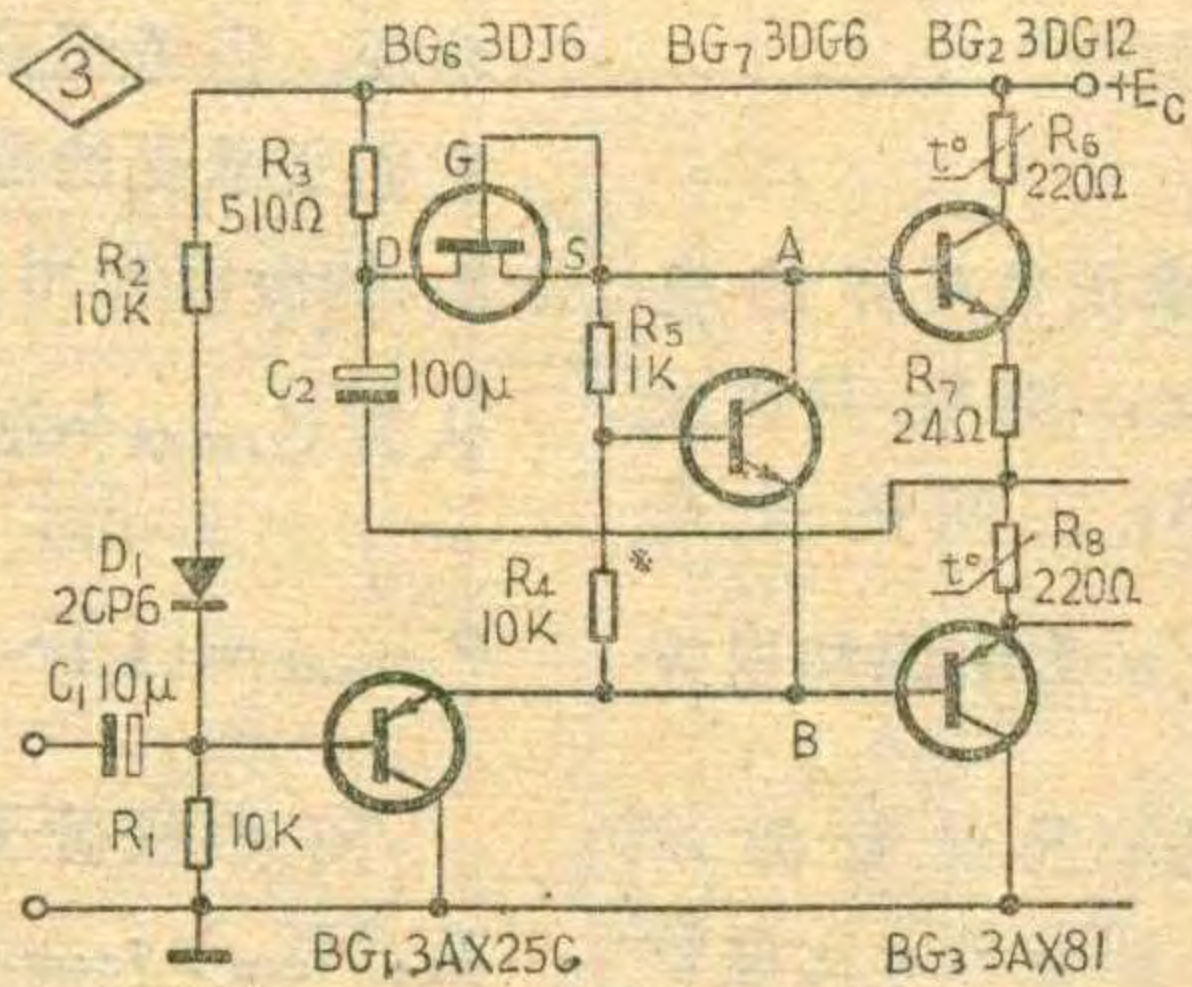 3
BG₆ 3DJ6 BG₇ 3DG6 BG₂ 3DG12
+E_C
R₃
510Ω
G
D
S
A
t°
R₆
220Ω
R₂
10K
R₅
1K
C₂
100μ
R₇
24Ω
D₁
2CP6
R₄
10K
*
t°
R₈
220Ω
C₁ 10μ
B
R₁
10K
BG₁ 3AX25C
BG₃ 3AX81